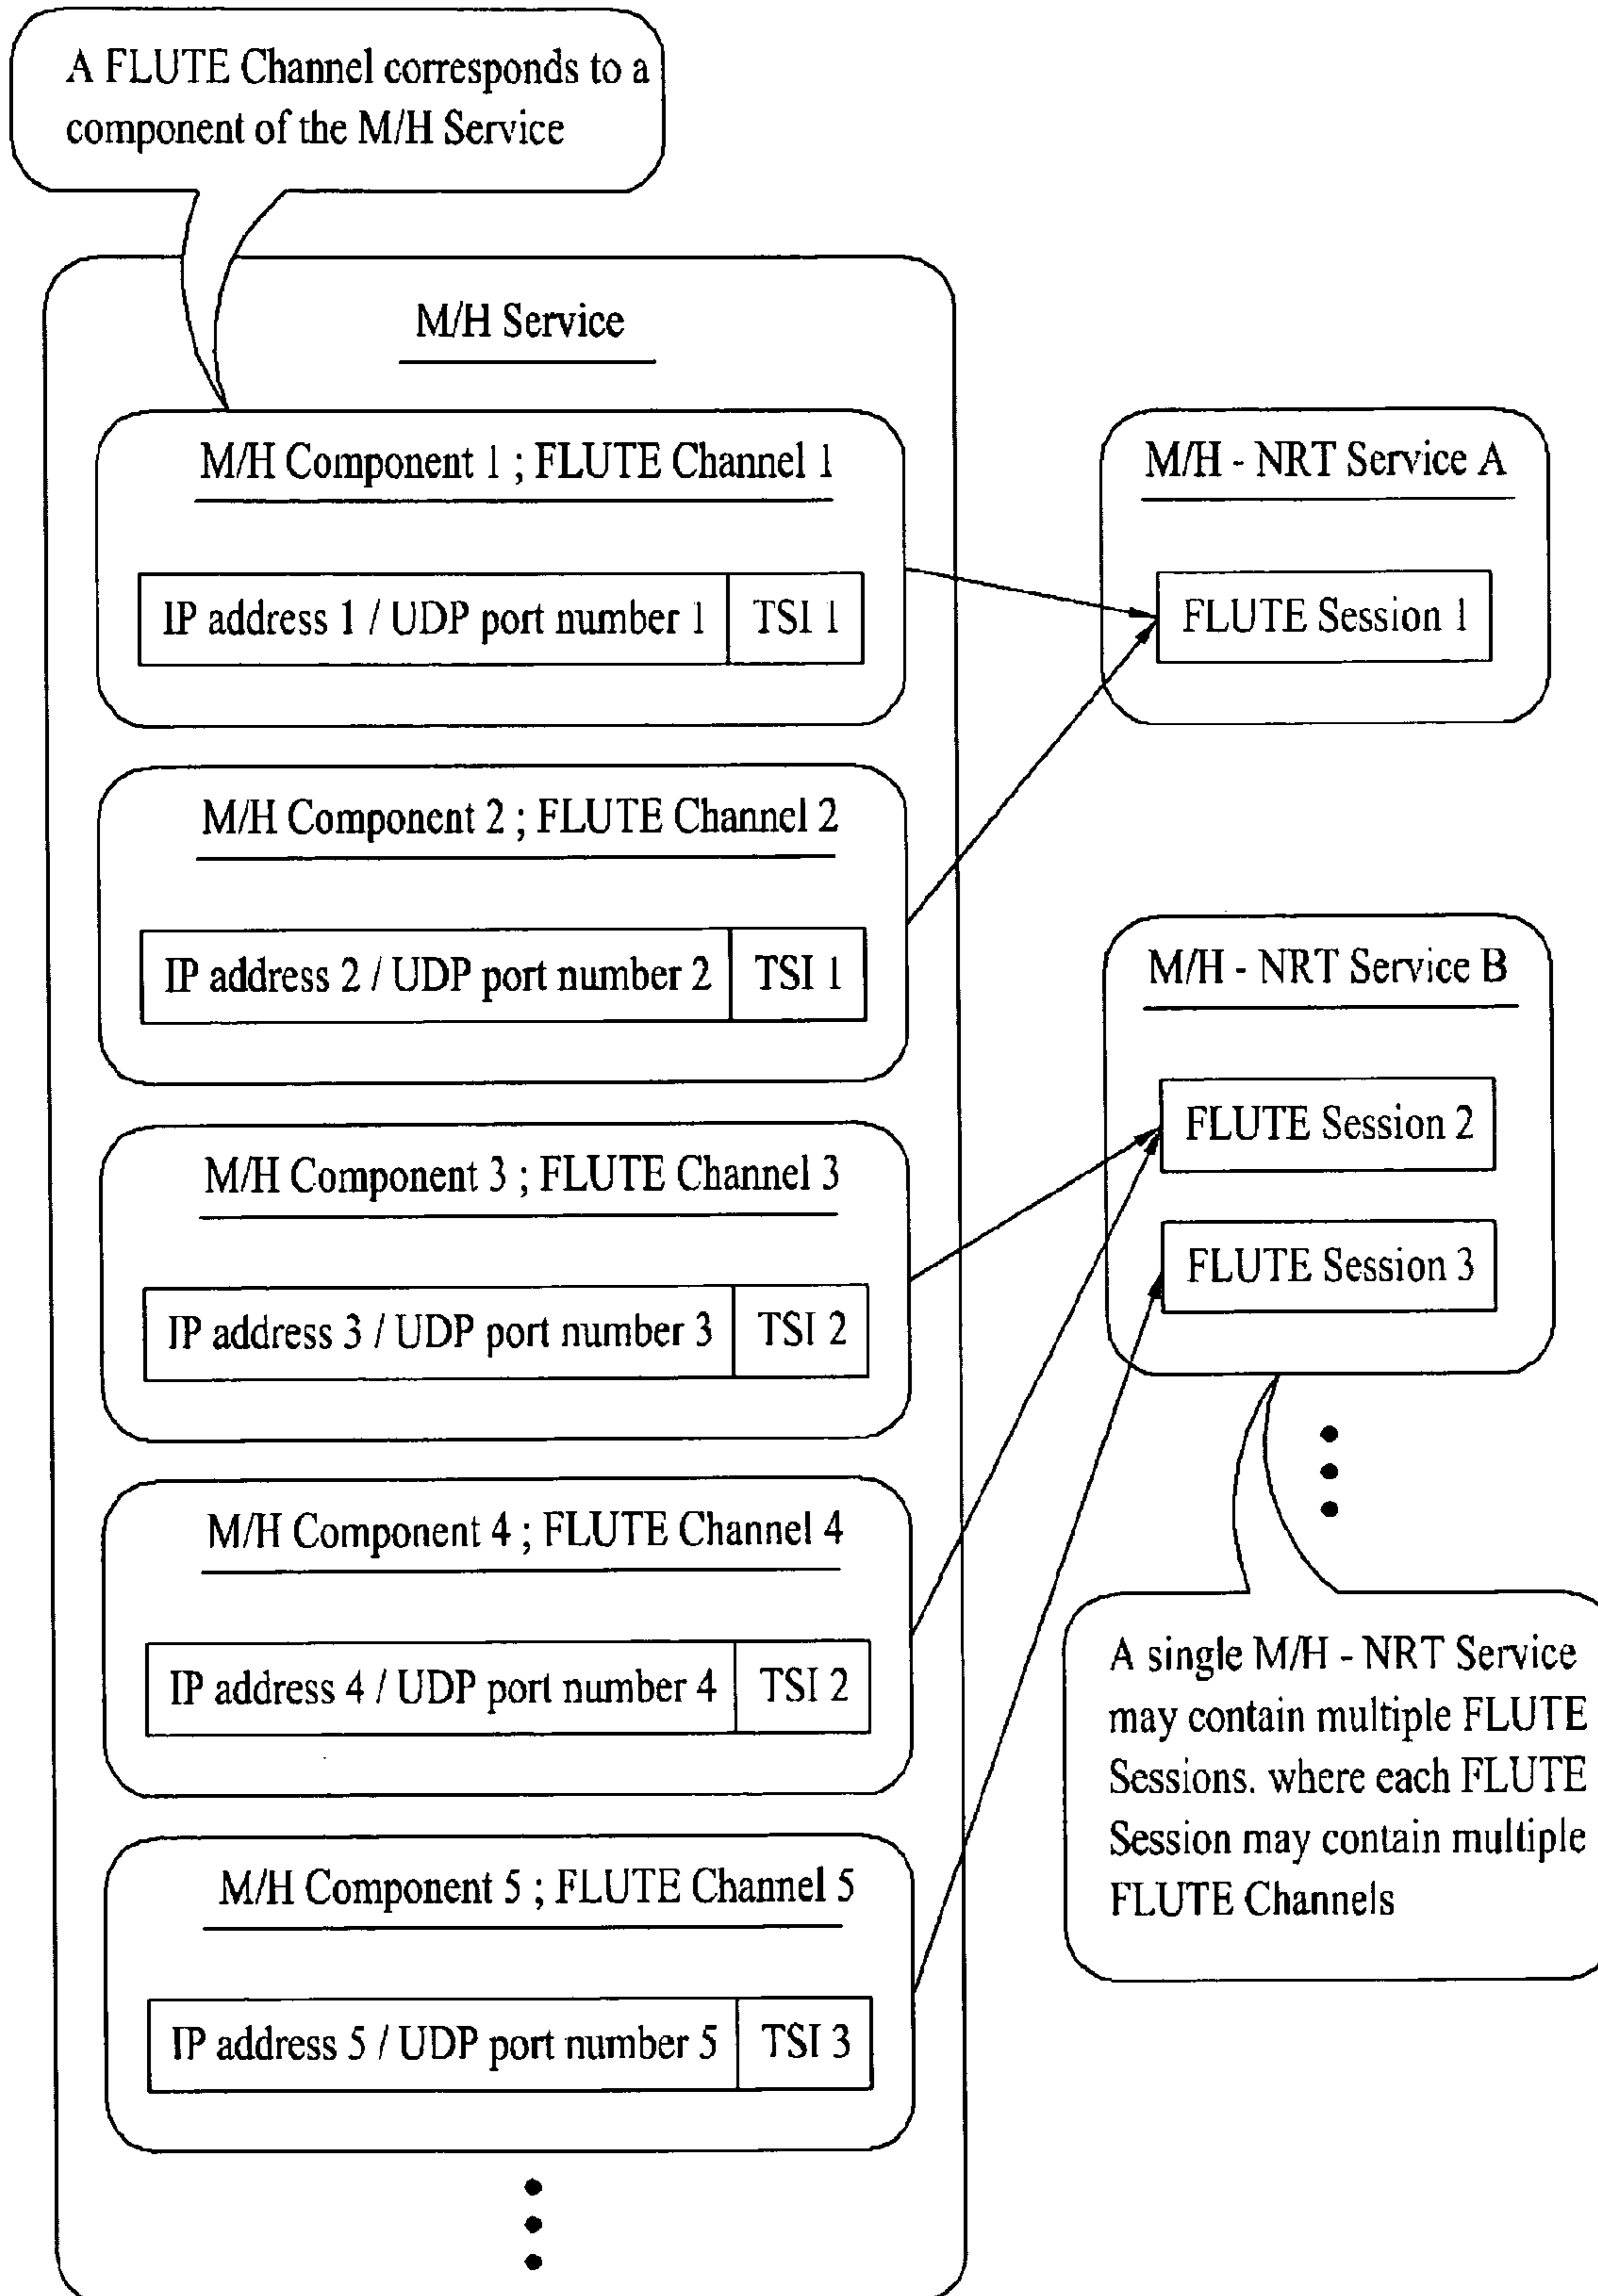 A FLUTE Channel corresponds to a
component of the M/H Service
M/H Service
M/H Component 1 ; FLUTE Channel 1
IP address 1 / UDP port number 1 TSI 1
M/H Component 2 ; FLUTE Channel 2
IP address 2 / UDP port number 2 TSI 1
M/H Component 3 ; FLUTE Channel 3
IP address 3 / UDP port number 3 TSI 2
M/H Component 4 ; FLUTE Channel 4
IP address 4 / UDP port number 4 TSI 2
M/H Component 5 ; FLUTE Channel 5
IP address 5 / UDP port number 5 TSI 3
M/H - NRT Service A
FLUTE Session 1
M/H - NRT Service B
FLUTE Session 2
FLUTE Session 3
A single M/H - NRT Service
may contain multiple FLUTE
Sessions. where each FLUTE
Session may contain multiple
FLUTE Channels